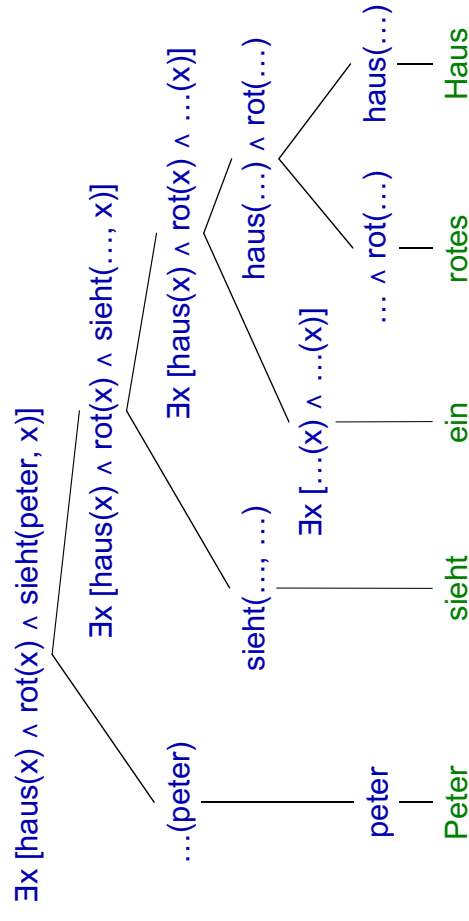 ∃x [haus(x) ∧ rot(x) ∧ sieht(peter, x)]
∃x [haus(x) ∧ rot(x) ∧ sieht(…, x)]
…(peter)
∃x [haus(x) ∧ rot(x) ∧ …(x)]
sieht(…, …)
haus(…) ∧ rot(…)
∃x [...(x) ∧ …(x)]
peter
… ∧ rot(…)
haus(…)
Peter sieht ein rotes Haus